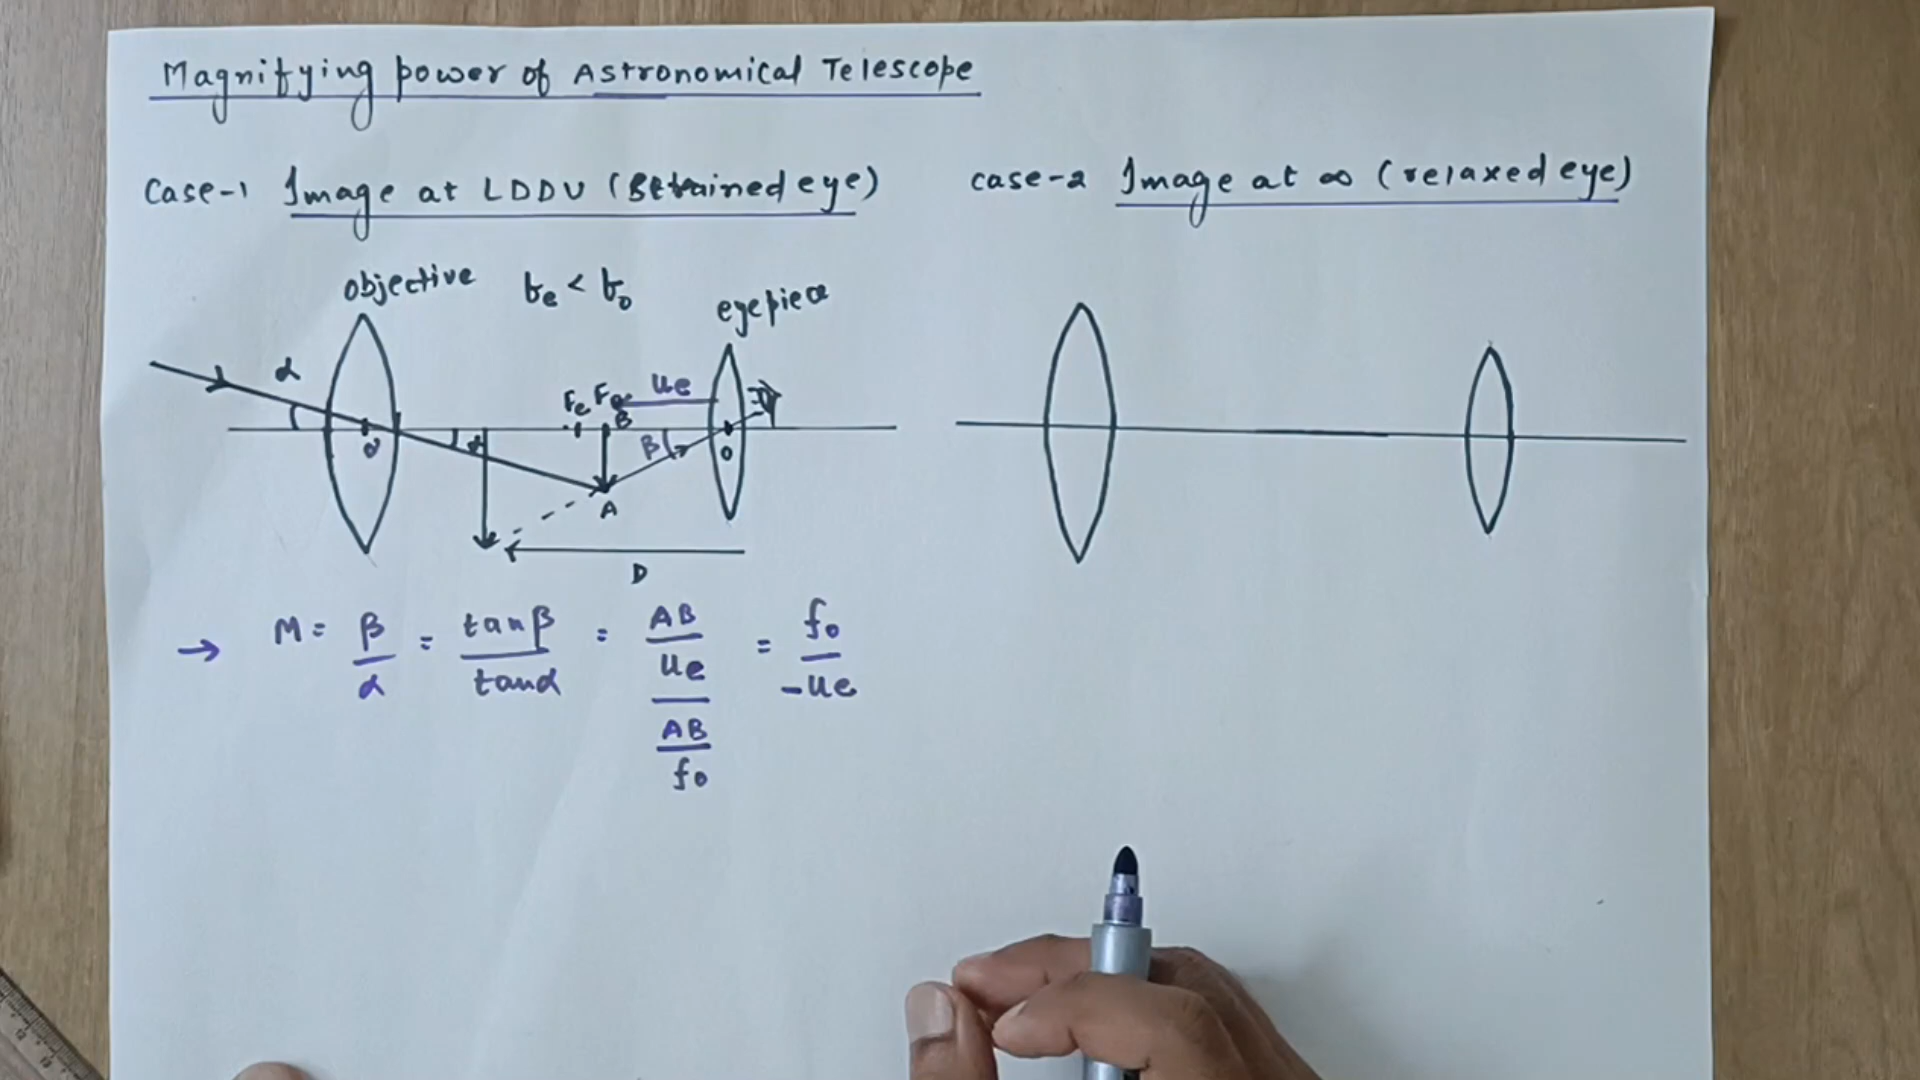 Magnifying power of Astronomical Telescope
Case-1 Image at LDDV (Strained eye)
case-2 Image at ∞ (relaxed eye)
objective
fe < fo
eyepiece
α
Fe Fo
ue
B
β
O
A
D
→ M = β/α = tanβ/tanα = (AB/ue)/(AB/fo) = fo/-ue